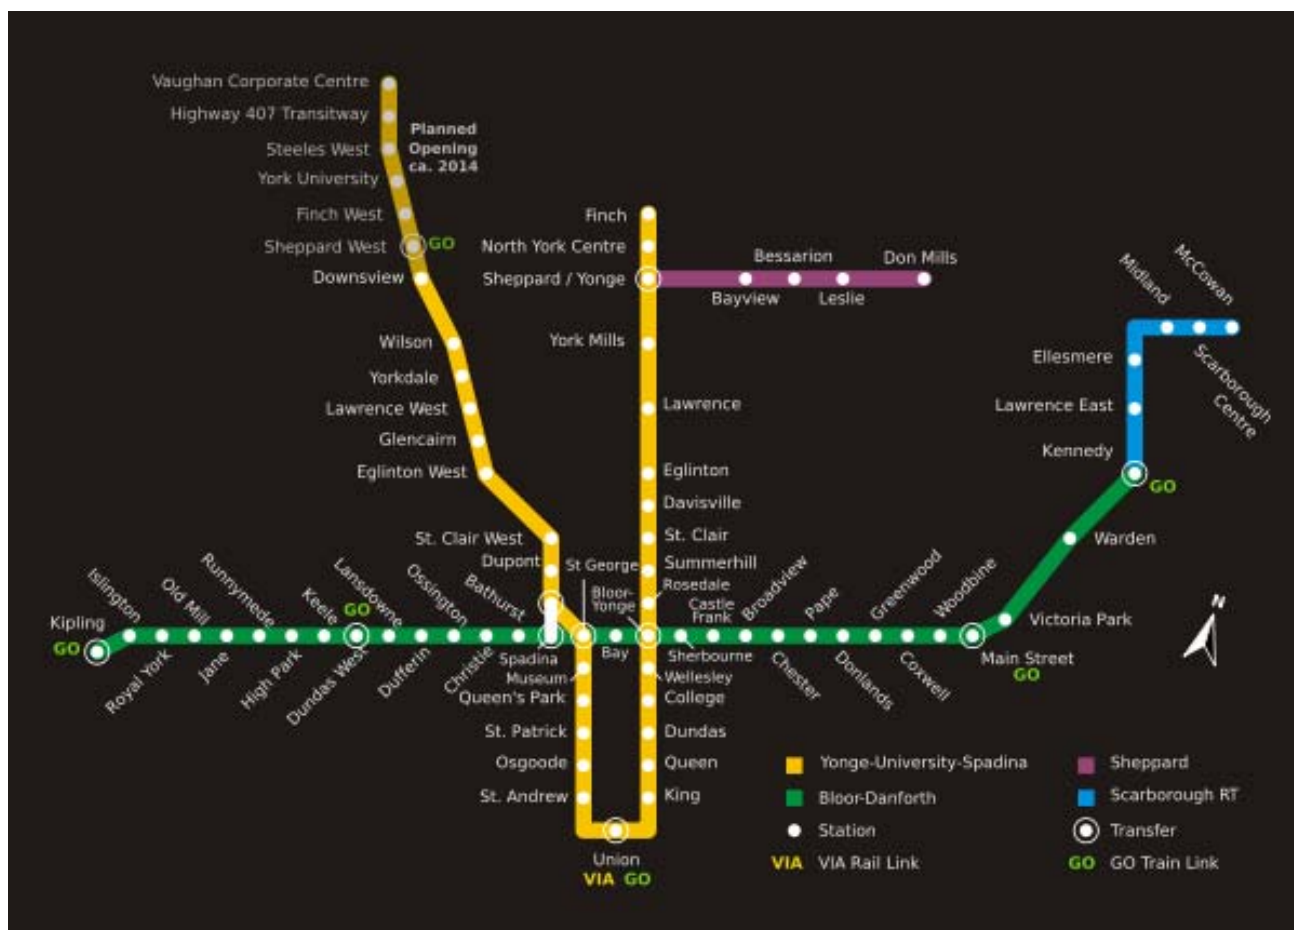 Vaughan Corporate Centre
Highway 407 Transitway
Planned
Opening
ca. 2014
Steeles West
York University
Finch West
Sheppard West
GO
Downsview
Wilson
Yorkdale
Lawrence West
Glencairn
Eglinton West
St. Clair West
Dupont
Finch
North York Centre
Sheppard / Yonge
Bessarion
Don Mills
Bayview
Leslie
York Mills
Lawrence
Eglinton
Davisville
St. Clair
Summerhill
Rosedale
Midland
McCowan
Scarborough
Centre
Ellesmere
Lawrence East
Kennedy
GO
Warden
Victoria Park
N
Kipling
GO
Islington
Royal York
Old Mill
Jane
Runnymede
High Park
Keele
Dundas West
GO
Lansdowne
Dufferin
Ossington
Christie
Bathurst
Spadina
St George
Bay
Bloor-
Yonge
Sherbourne
Castle
Frank
Broadview
Chester
Pape
Donlands
Greenwood
Coxwell
Woodbine
Main Street
GO
Museum
Queen's Park
St. Patrick
Osgoode
St. Andrew
Wellesley
College
Dundas
Queen
King
Union
VIA GO
Yonge-University-Spadina
Sheppard
Bloor-Danforth
Scarborough RT
Station
Transfer
VIA VIA Rail Link
GO GO Train Link